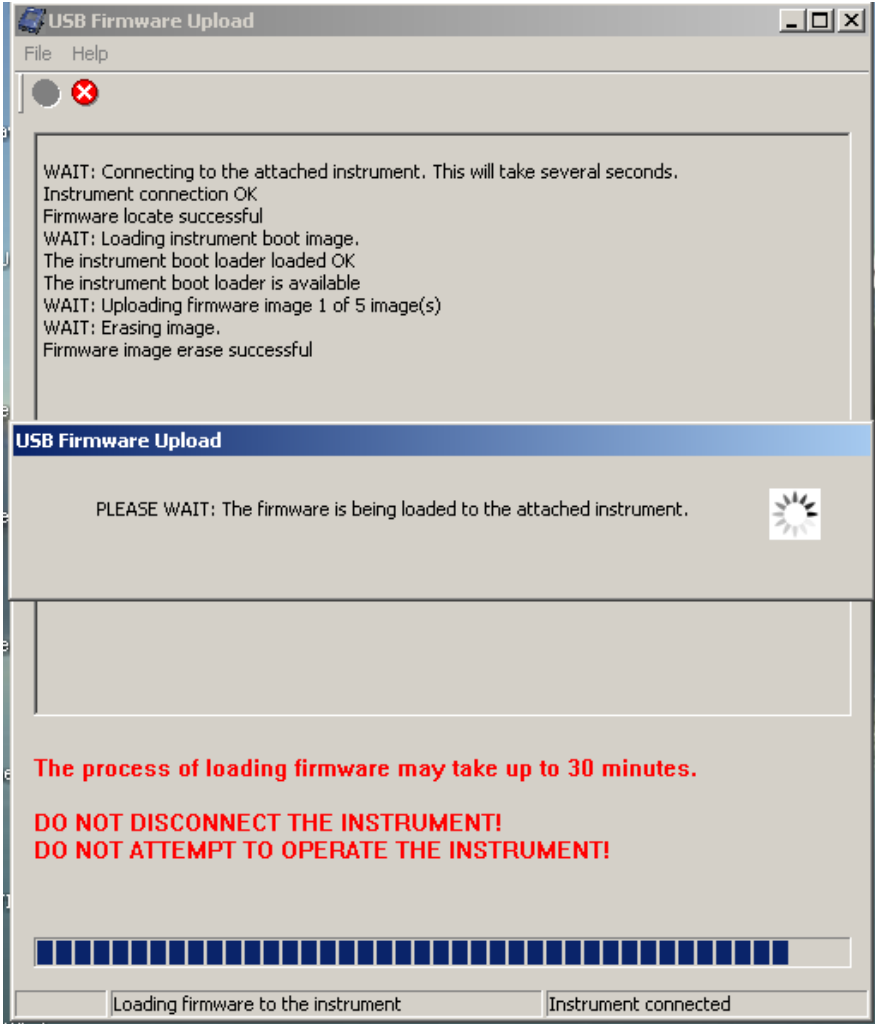 USB Firmware Upload
File Help
WAIT: Connecting to the attached instrument. This will take several seconds.
Instrument connection OK
Firmware locate successful
WAIT: Loading instrument boot image.
The instrument boot loader loaded OK
The instrument boot loader is available
WAIT: Uploading firmware image 1 of 5 image(s)
WAIT: Erasing image.
Firmware image erase successful
USB Firmware Upload
PLEASE WAIT: The firmware is being loaded to the attached instrument.
The process of loading firmware may take up to 30 minutes.
DO NOT DISCONNECT THE INSTRUMENT!
DO NOT ATTEMPT TO OPERATE THE INSTRUMENT!
Loading firmware to the instrument
Instrument connected